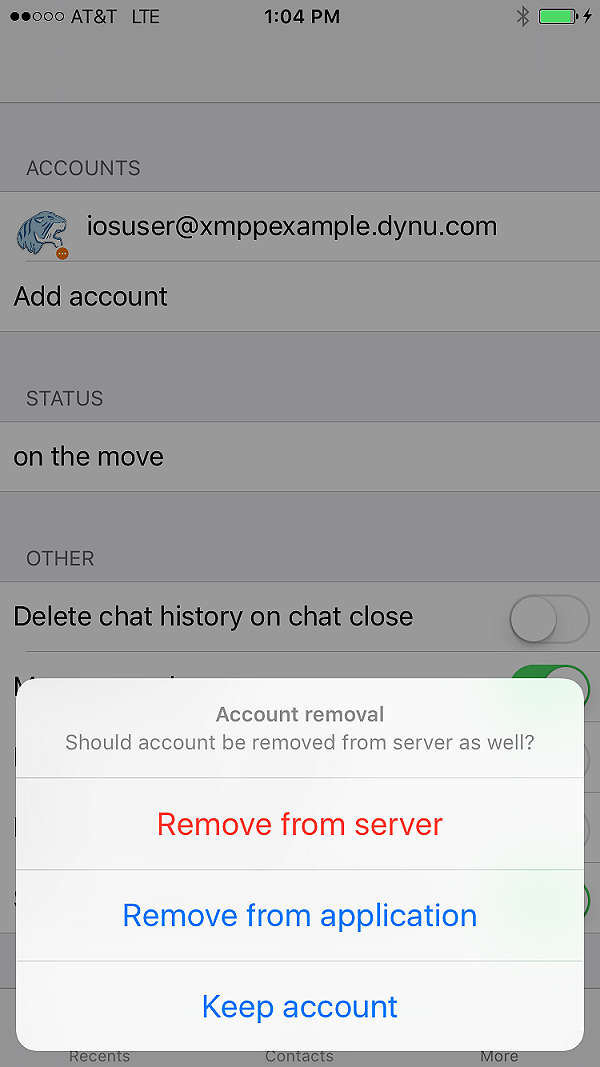 AT&T LTE 1:04 PM
ACCOUNTS
iosuser@xmppexample.dynu.com
Add account
STATUS
on the move
OTHER
Delete chat history on chat close
Account removal
Should account be removed from server as well?
Remove from server
Remove from application
Keep account
Recents Contacts More